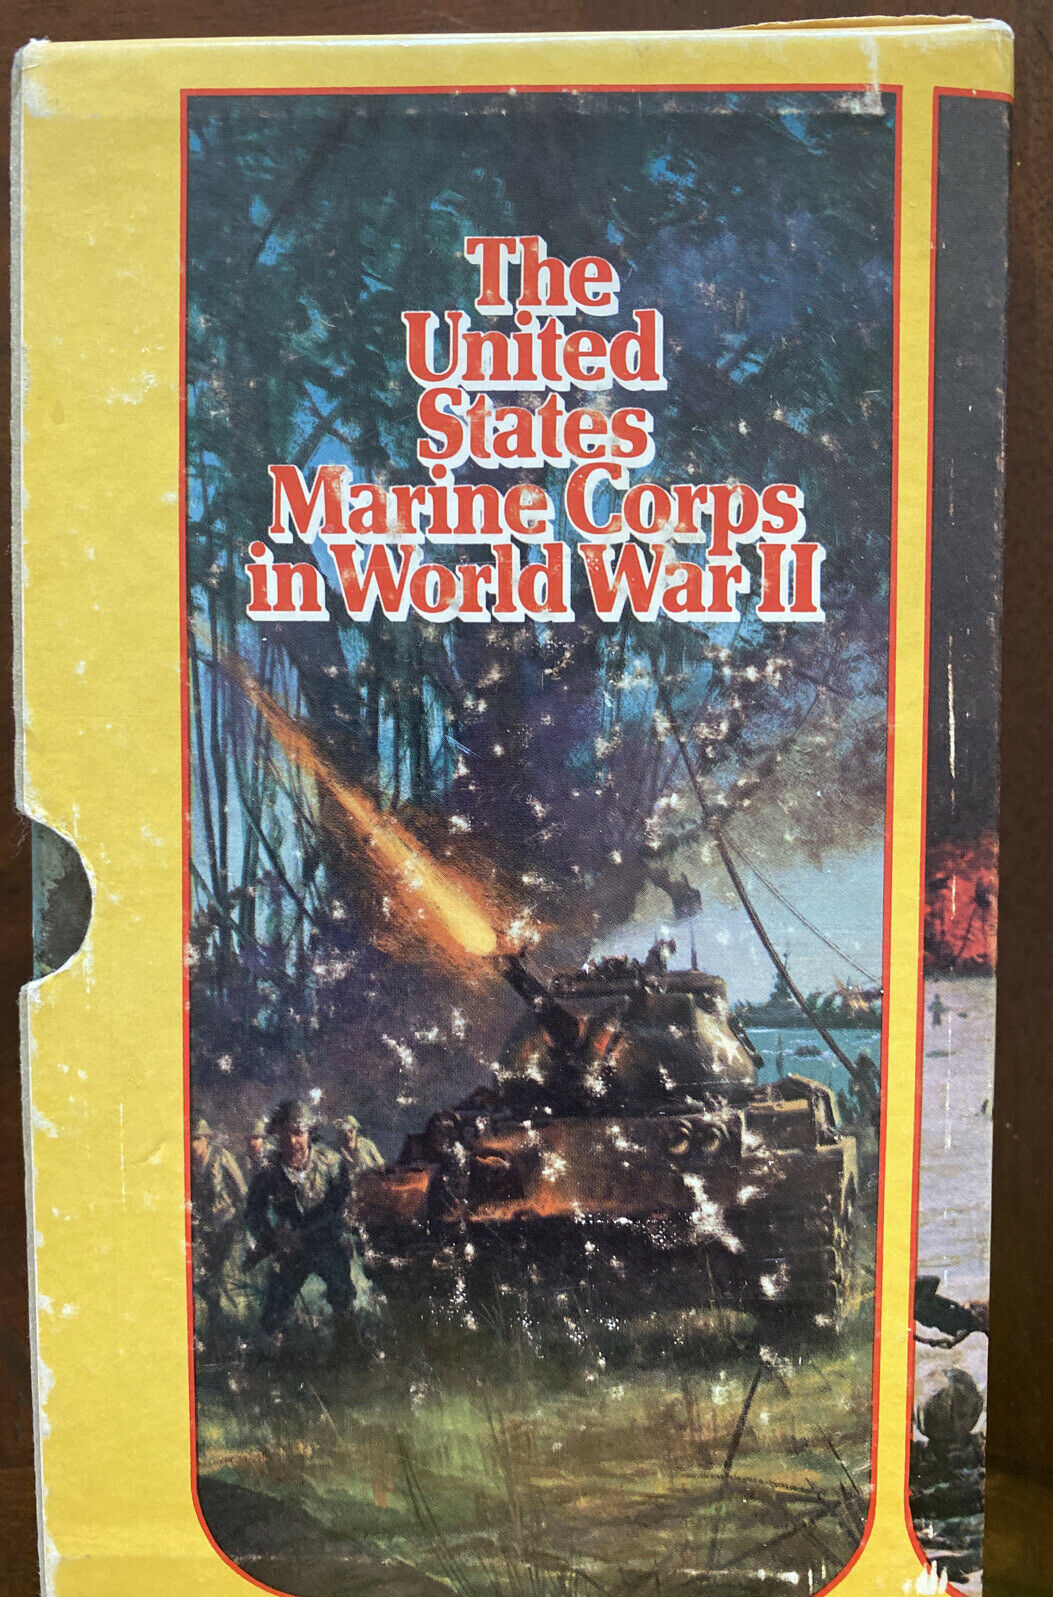 The
United
States
Marine Corps
in World War II